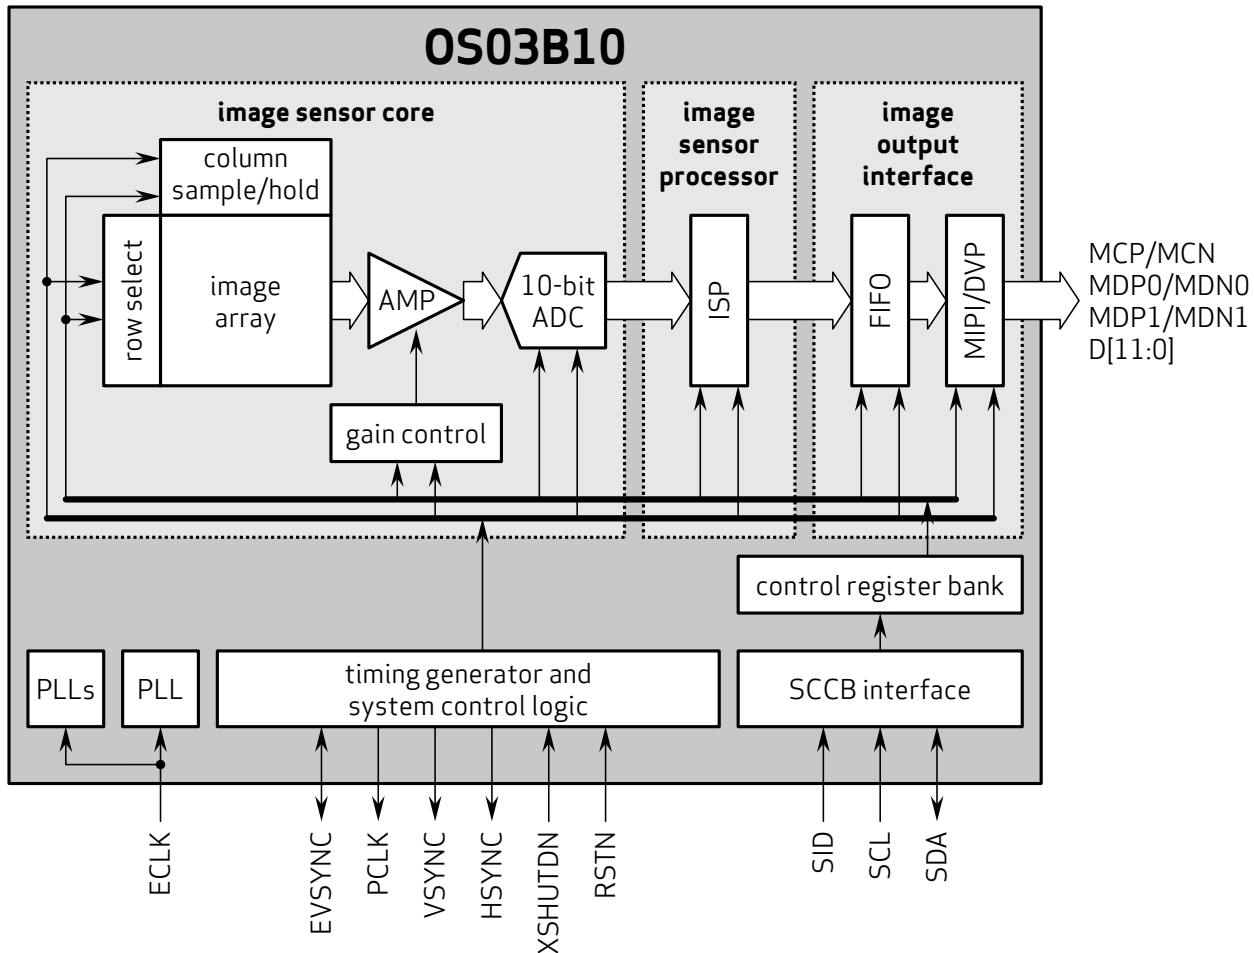 OS03B10
image sensor core
image
sensor
processor
image
output
interface
column
sample/hold
row select
image
array
AMP
10-bit
ADC
ISP
FIFO
MIPI/DVP
MCP/MCN
MDP0/MDN0
MDP1/MDN1
D[11:0]
gain control
control register bank
PLLs
PLL
timing generator and
system control logic
SCCB interface
ECLK
EVSYNC
PCLK
VSYNC
HSYNC
XSHUTDN
RSTN
SID
SCL
SDA